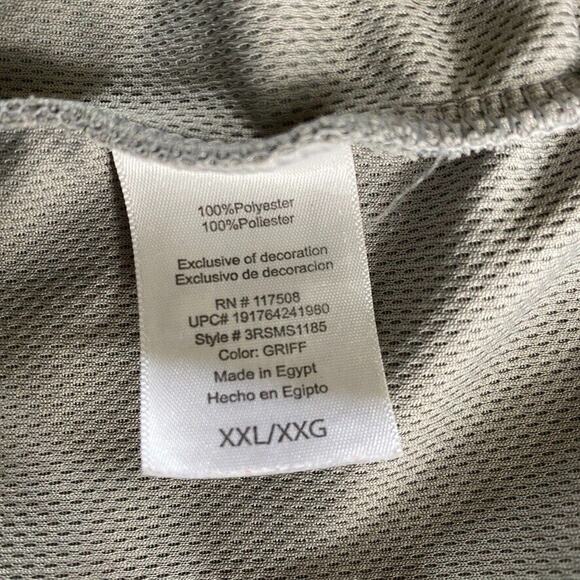 100%Polyester
100%Poliester
Exclusive of decoration
Exclusivo de decoracion
RN # 117508
UPC# 191764241980
Style # 3RSMS1185
Color: GRIFF
Made in Egypt
Hecho en Egipto
XXL/XXG